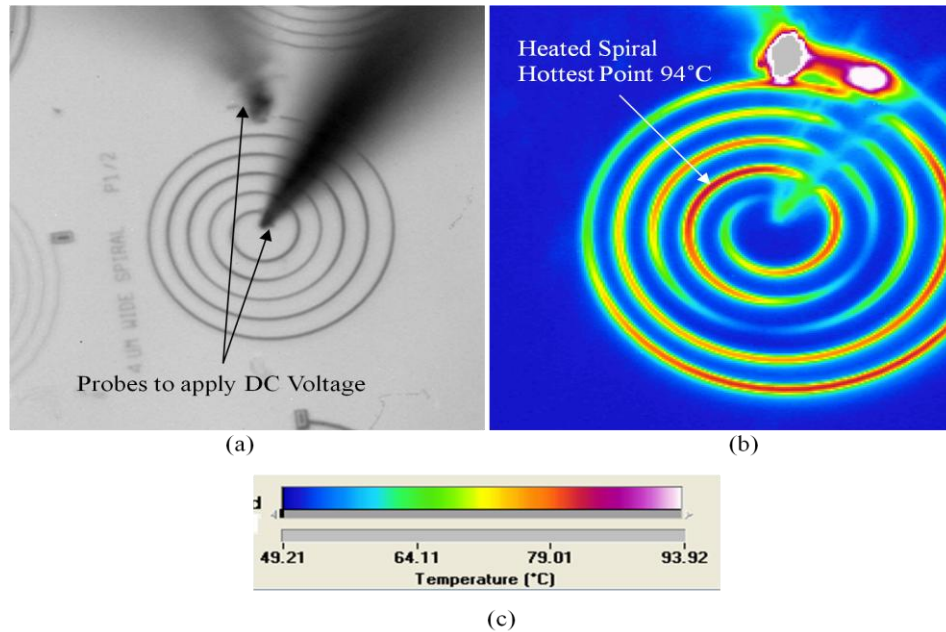 4 UM WIDE SPIRAL P1/2
Probes to apply DC Voltage
(a)
Heated Spiral
Hottest Point 94°C
(b)
d
49.21 64.11 79.01 93.92
Temperature (°C)
(c)